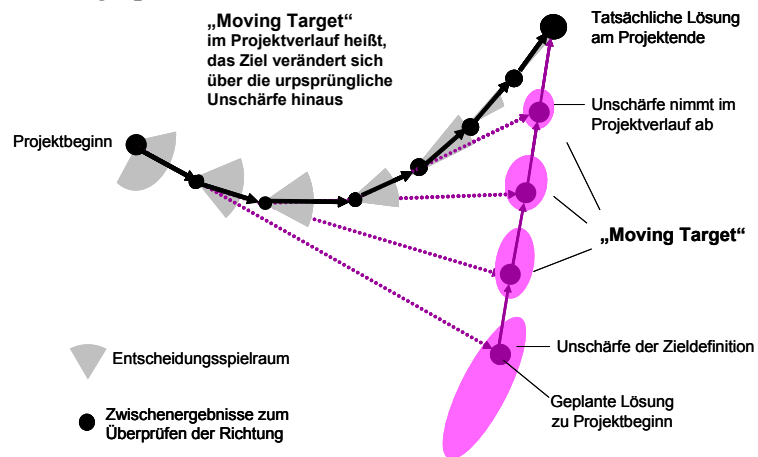 „Moving Target“
im Projektverlauf heißt,
das Ziel verändert sich
über die urpsprüngliche
Unschärfe hinaus
Tatsächliche Lösung
am Projektende
Unschärfe nimmt im
Projektverlauf ab
Projektbeginn
„Moving Target“
Unschärfe der Zieldefinition
Entscheidungsspielraum
Geplante Lösung
zu Projektbeginn
Zwischenergebnisse zum
Überprüfen der Richtung